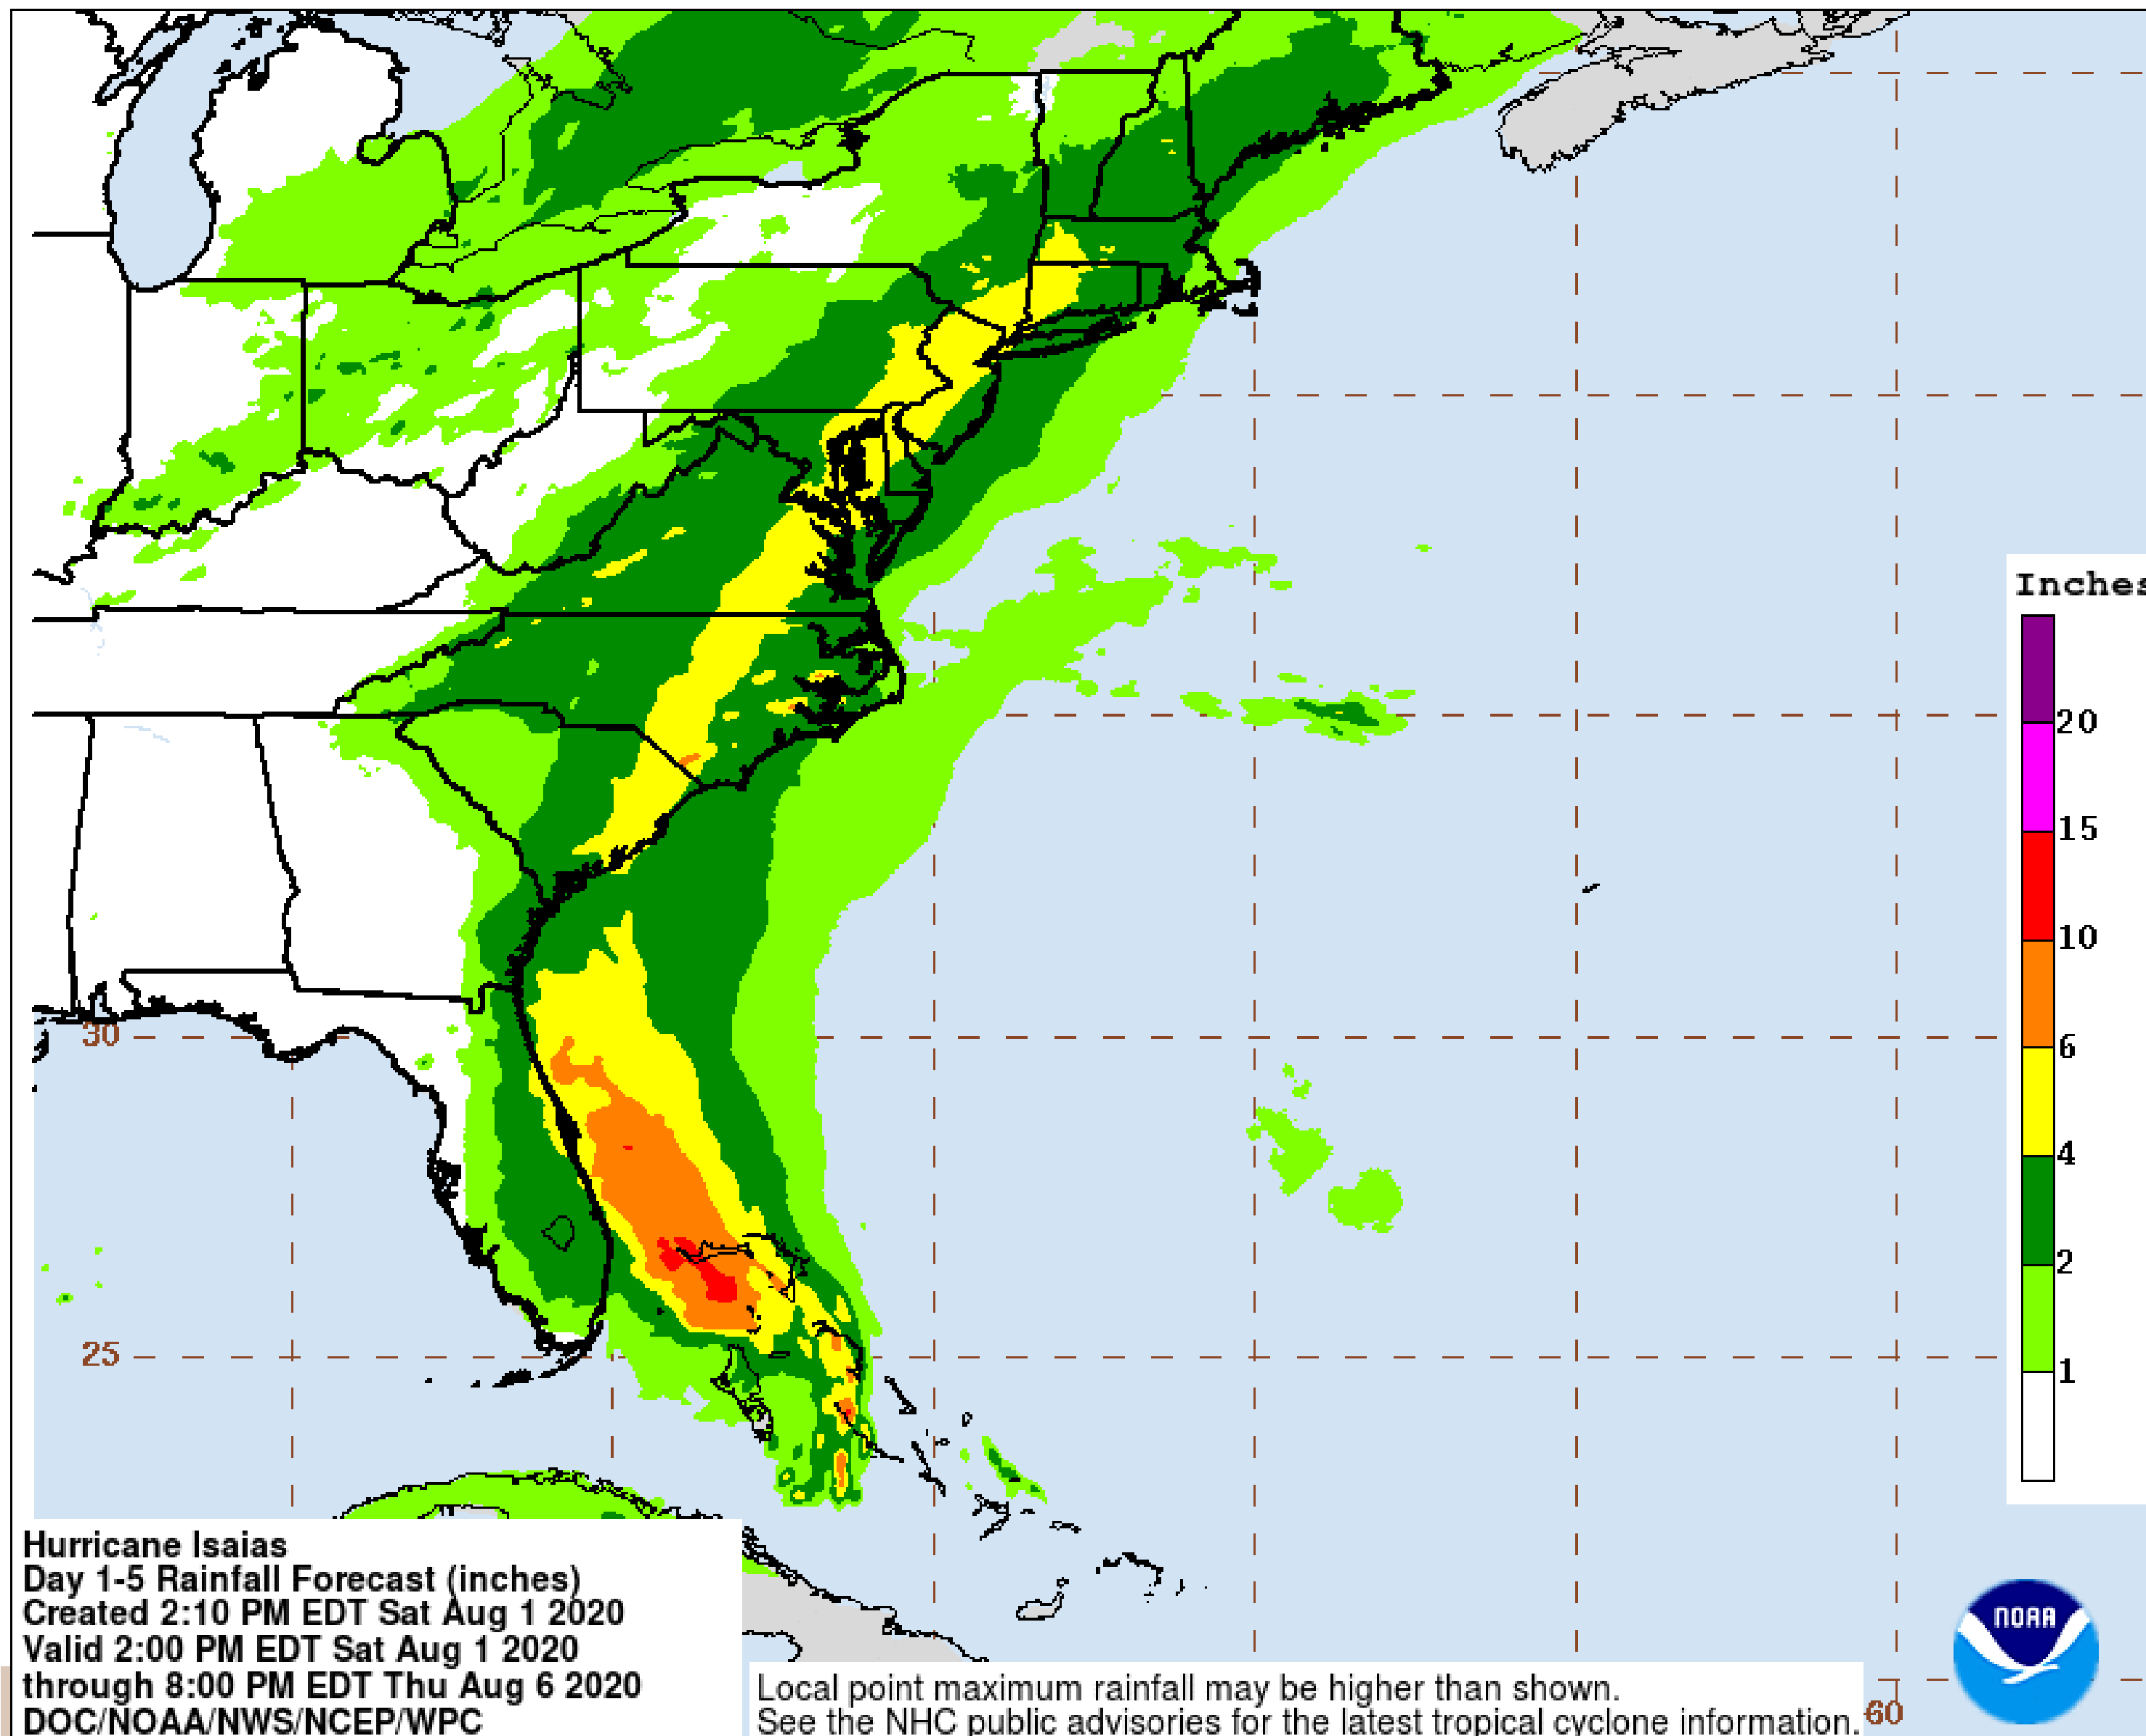 Inches
20
15
10
6
4
2
1
30
25
60
NOAA
Hurricane Isaias
Day 1-5 Rainfall Forecast (inches)
Created 2:10 PM EDT Sat Aug 1 2020
Valid 2:00 PM EDT Sat Aug 1 2020
through 8:00 PM EDT Thu Aug 6 2020
DOC/NOAA/NWS/NCEP/WPC
Local point maximum rainfall may be higher than shown.
See the NHC public advisories for the latest tropical cyclone information.